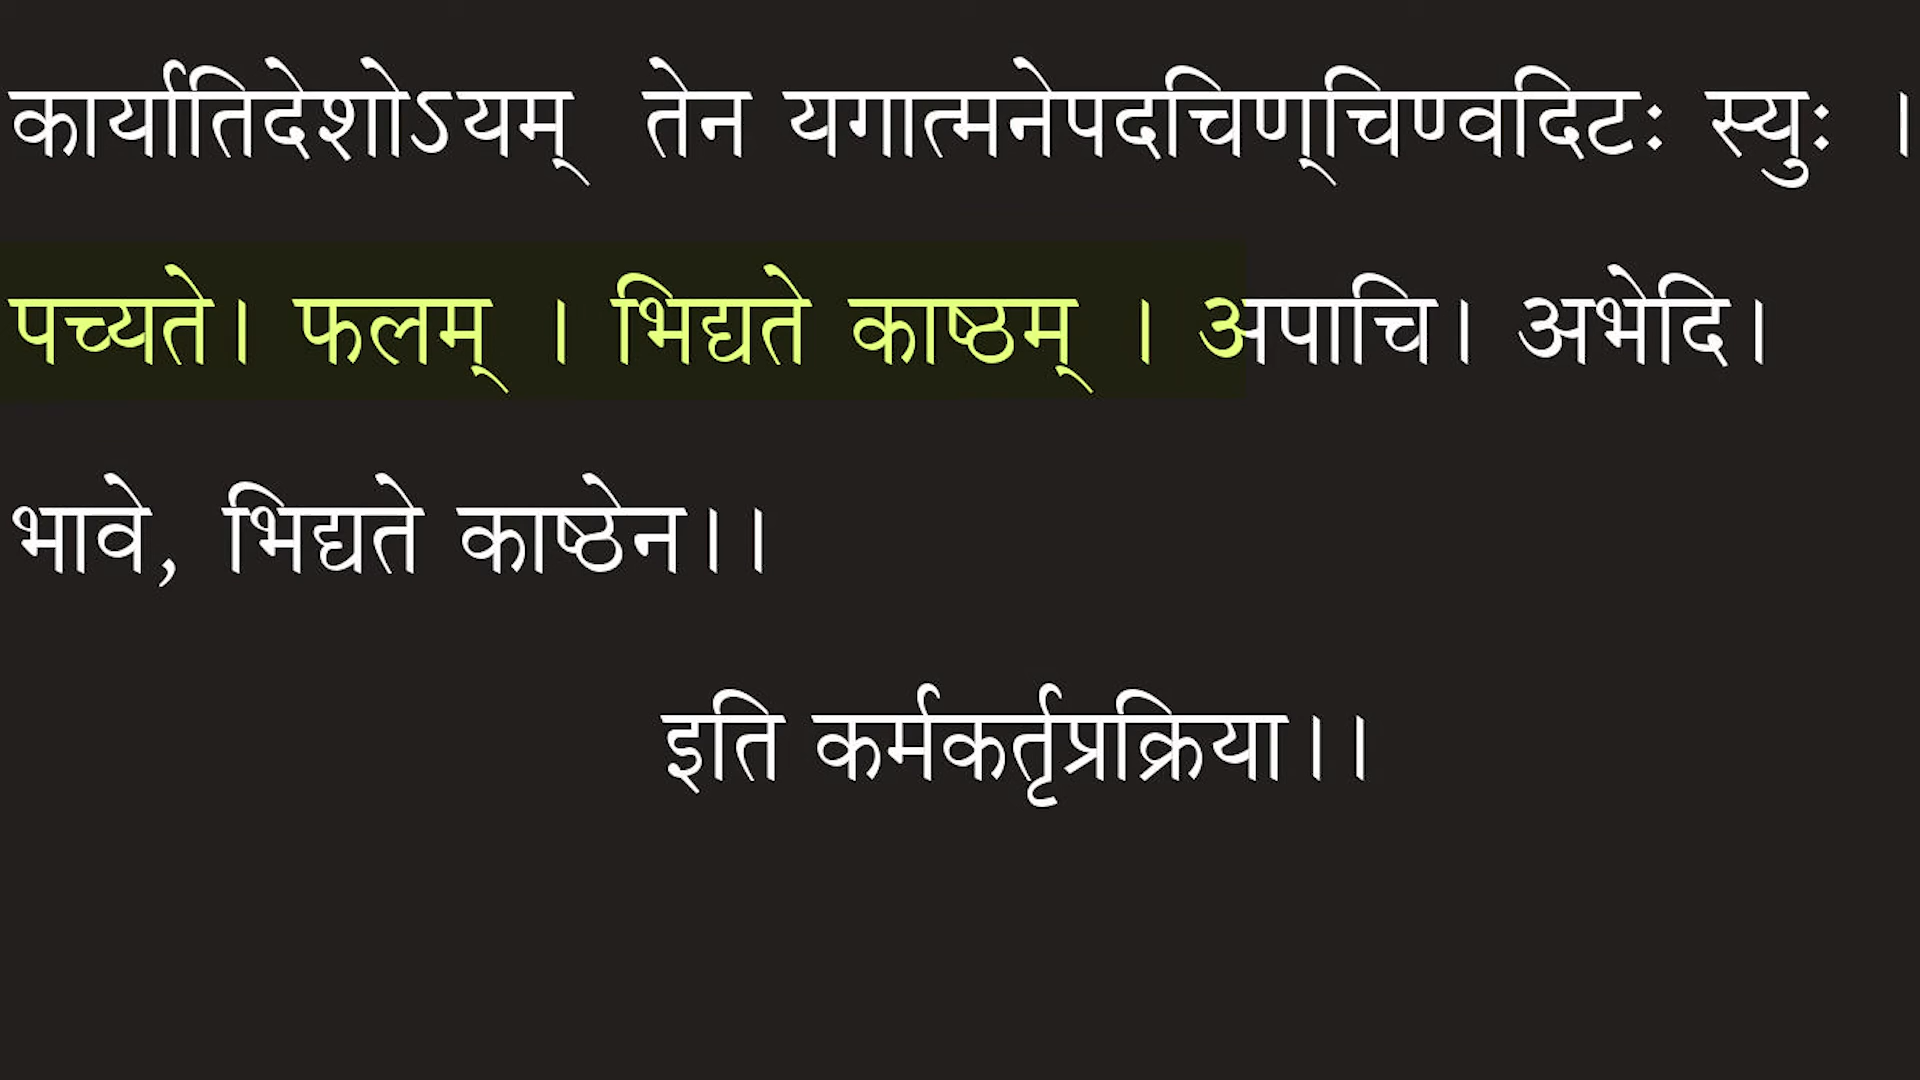 कार्यातिदेशोऽयम्  तेन यगात्मनेपदचिण्‌चिण्वदिटः स्युः ।
पच्यते। फलम् । भिद्यते काष्ठम् । अपाचि। अभेदि।
भावे, भिद्यते काष्ठेन।।
इति कर्मकर्तृप्रक्रिया।।